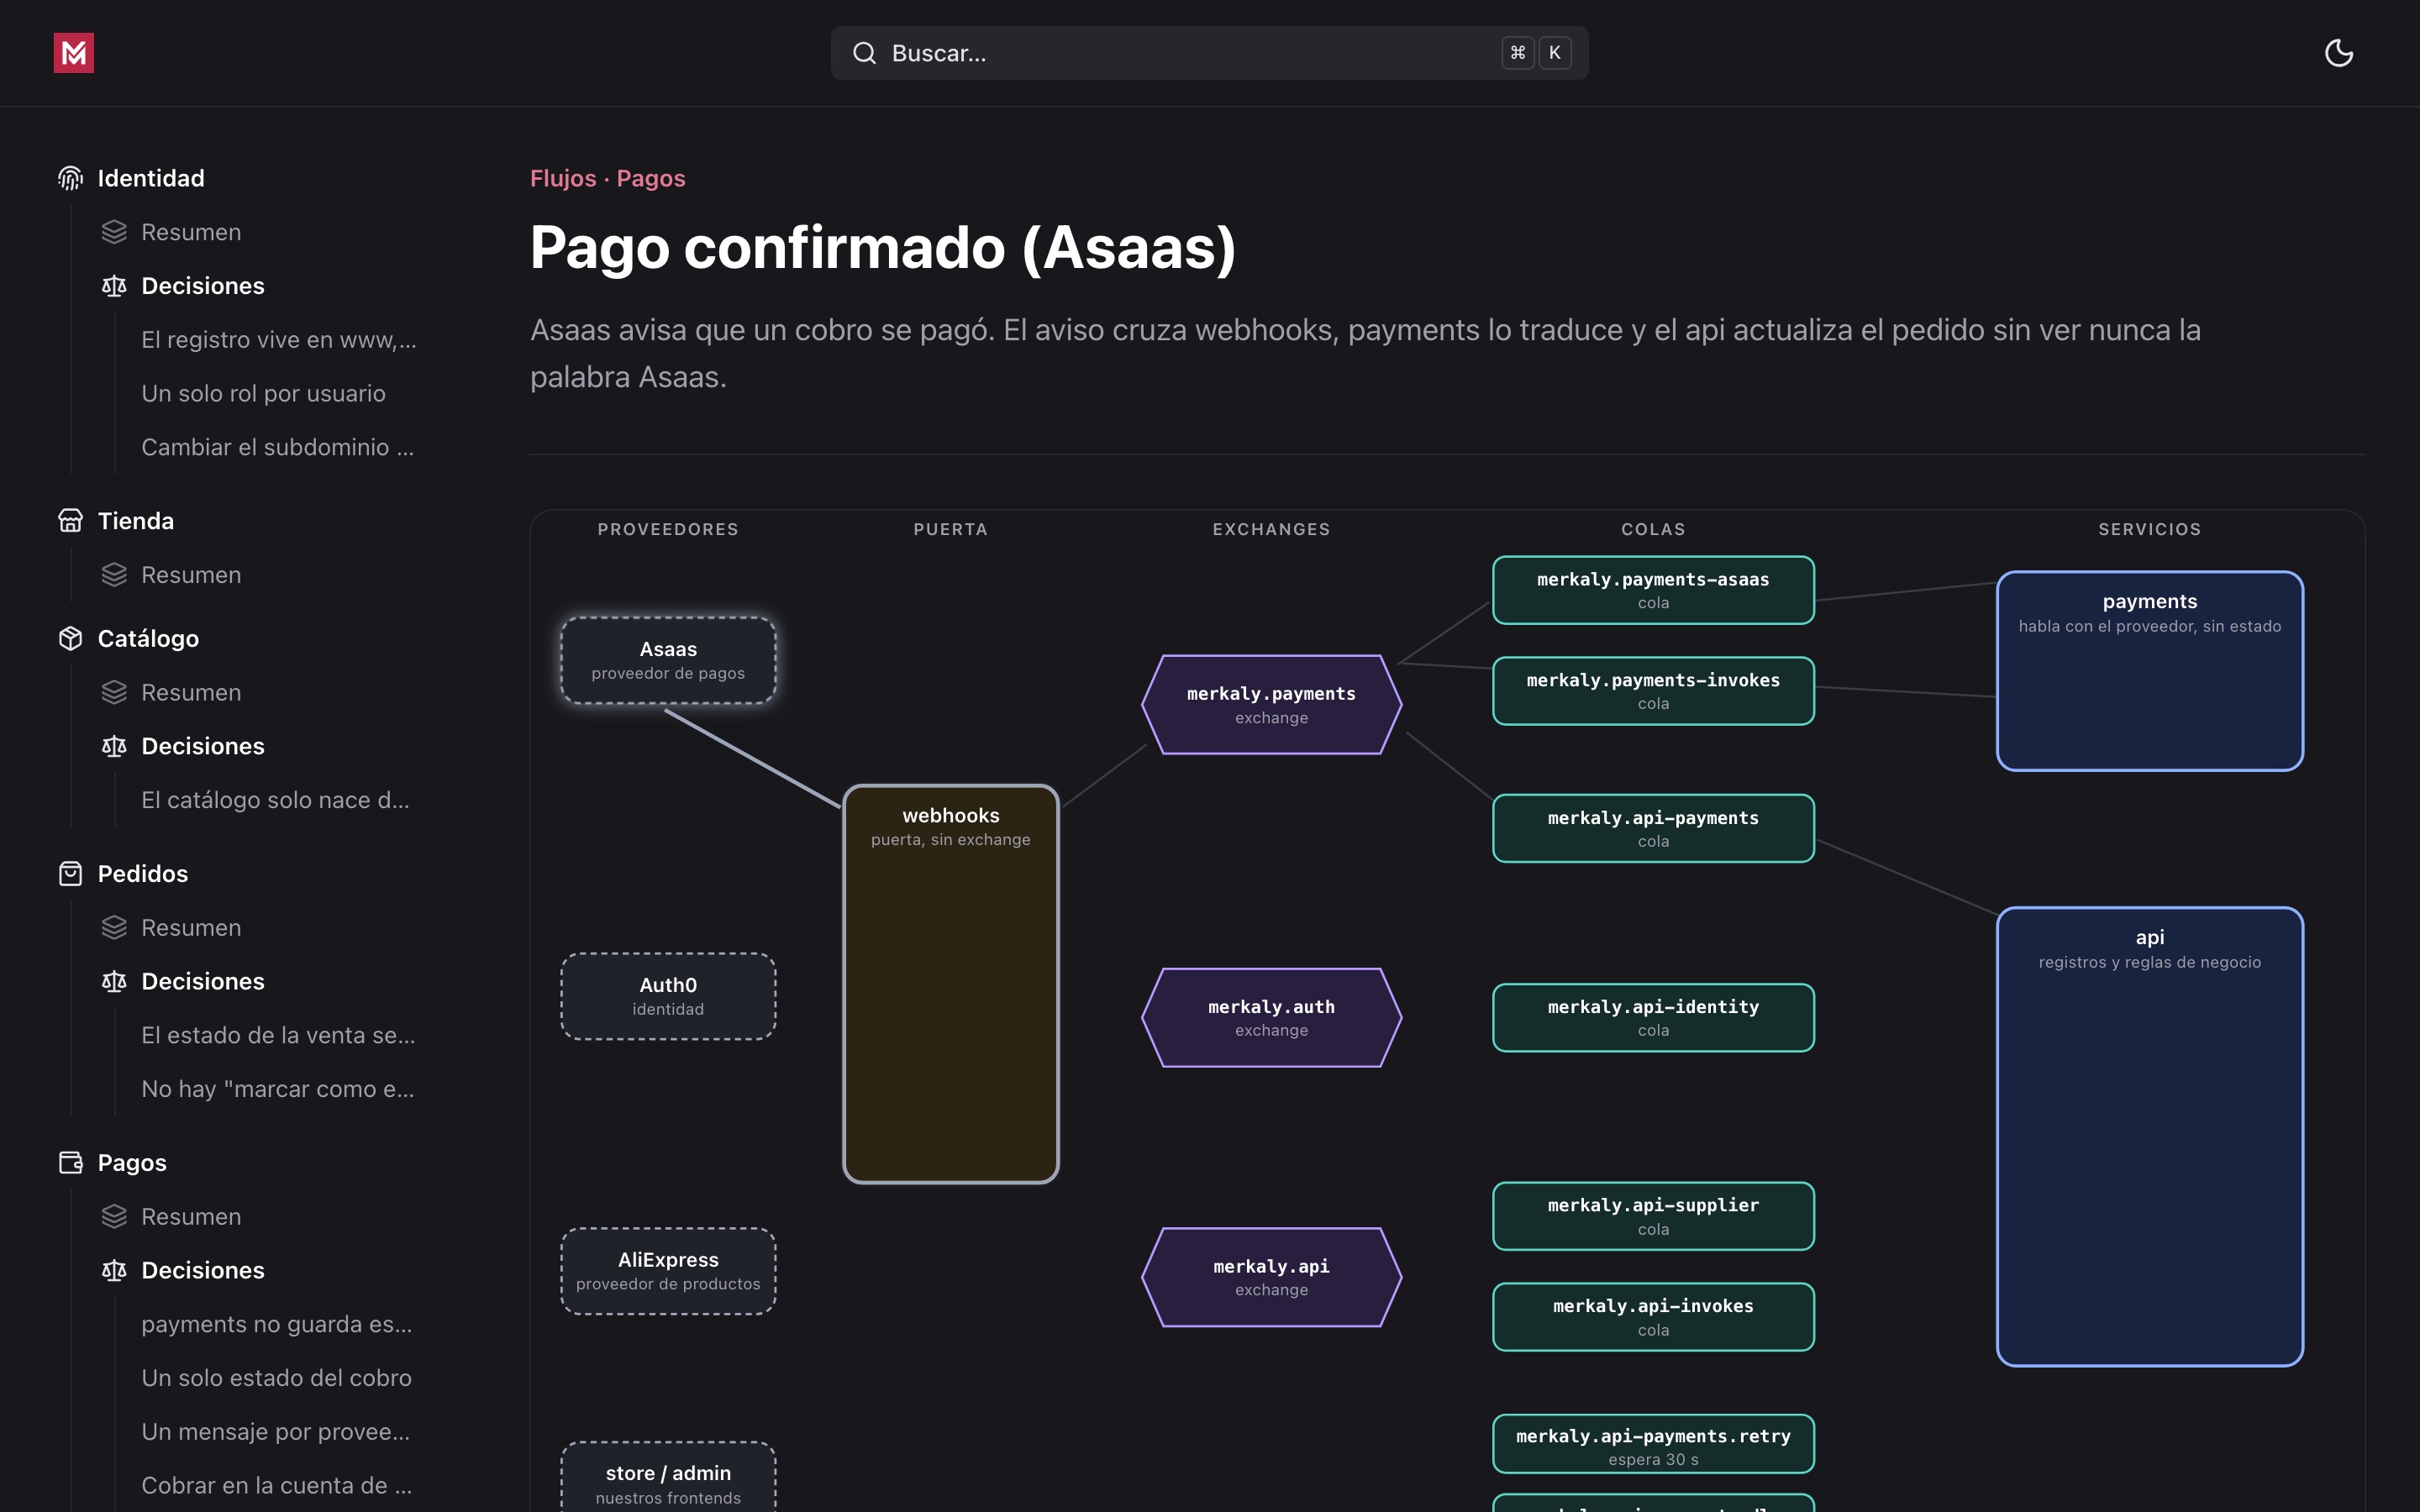 Buscar...
⌘ K
Identidad
Resumen
Decisiones
El registro vive en www,...
Un solo rol por usuario
Cambiar el subdominio ...
Tienda
Resumen
Catálogo
Resumen
Decisiones
El catálogo solo nace d...
Pedidos
Resumen
Decisiones
El estado de la venta se...
No hay "marcar como e...
Pagos
Resumen
Decisiones
payments no guarda es...
Un solo estado del cobro
Un mensaje por provee...
Cobrar en la cuenta de ...
Flujos · Pagos
Pago confirmado (Asaas)
Asaas avisa que un cobro se pagó. El aviso cruza webhooks, payments lo traduce y el api actualiza el pedido sin ver nunca la
palabra Asaas.
PROVEEDORES
PUERTA
EXCHANGES
COLAS
SERVICIOS
Asaas
proveedor de pagos
Auth0
identidad
AliExpress
proveedor de productos
store / admin
nuestros frontends
webhooks
puerta, sin exchange
merkaly.payments
exchange
merkaly.auth
exchange
merkaly.api
exchange
merkaly.payments-asaas
cola
merkaly.payments-invokes
cola
merkaly.api-payments
cola
merkaly.api-identity
cola
merkaly.api-supplier
cola
merkaly.api-invokes
cola
merkaly.api-payments.retry
espera 30 s
payments
habla con el proveedor, sin estado
api
registros y reglas de negocio